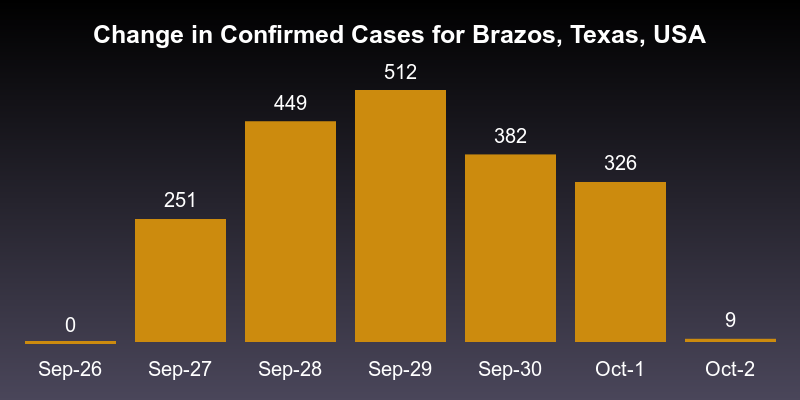 Change in Confirmed Cases for Brazos, Texas, USA
0
251
449
512
382
326
9
Sep-26
Sep-27
Sep-28
Sep-29
Sep-30
Oct-1
Oct-2